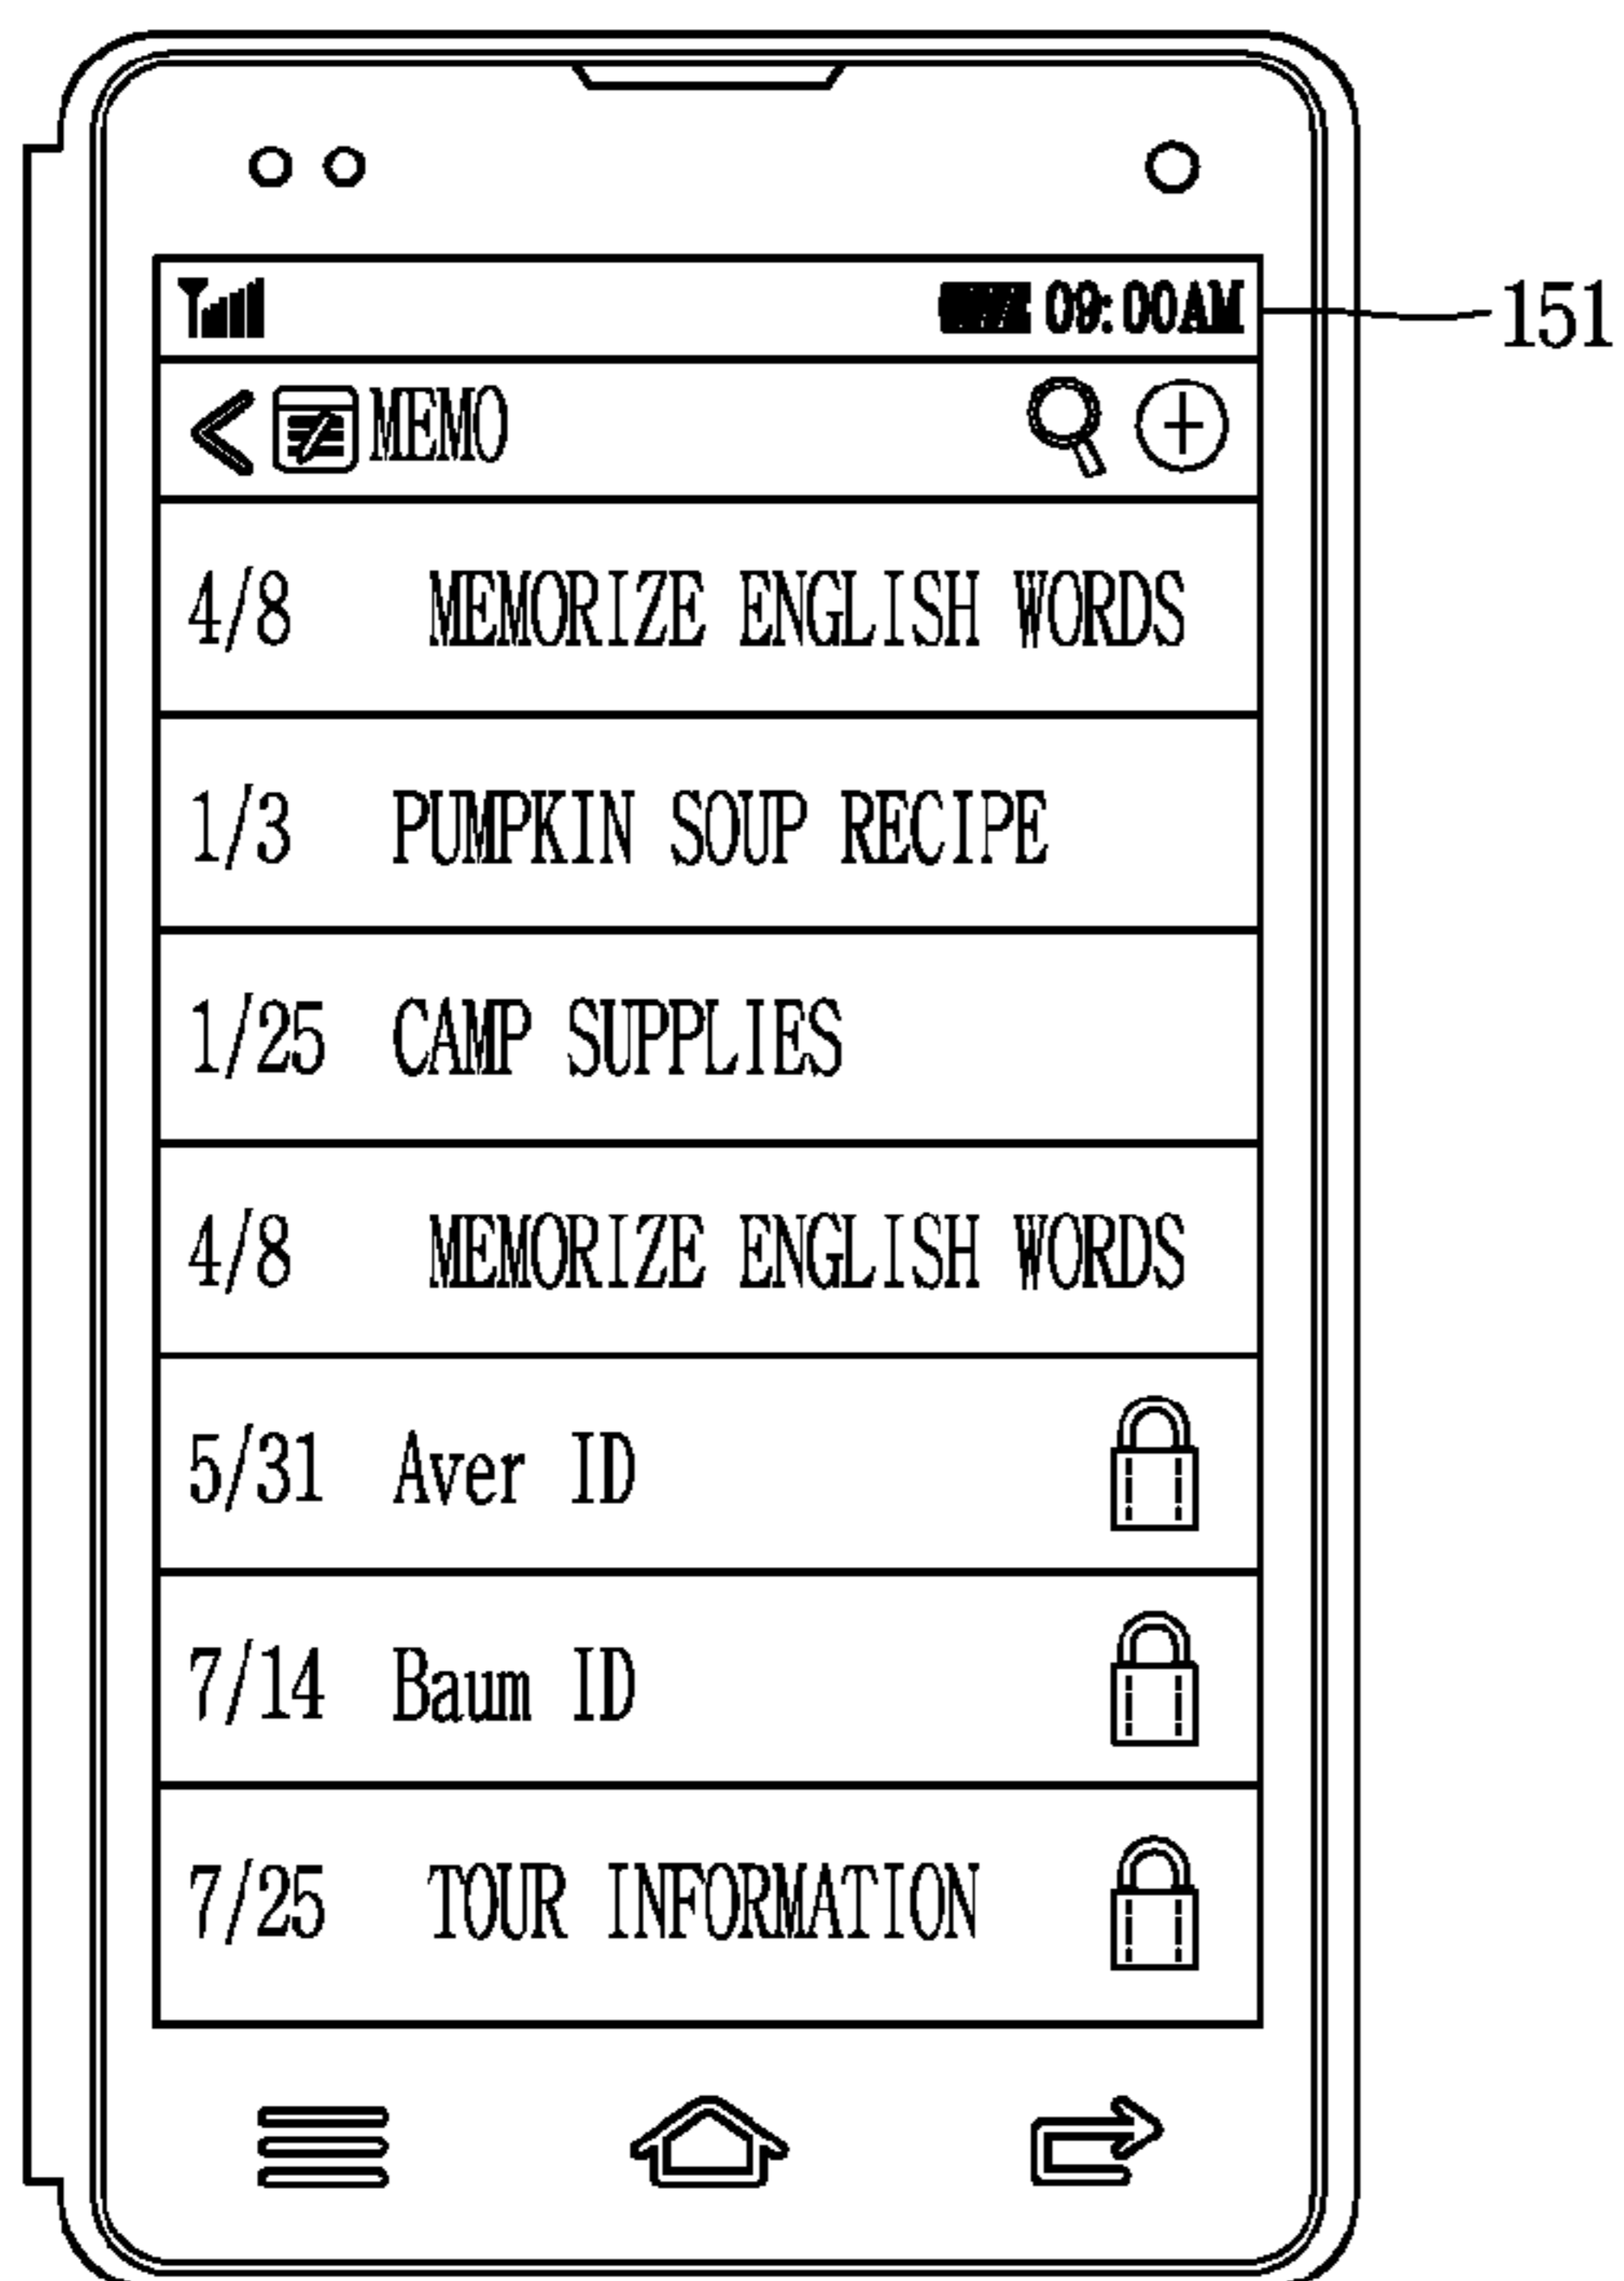 09:00AM
151
MEMO
4/8 MEMORIZE ENGLISH WORDS
1/3 PUMPKIN SOUP RECIPE
1/25 CAMP SUPPLIES
4/8 MEMORIZE ENGLISH WORDS
5/31 Aver ID
7/14 Baum ID
7/25 TOUR INFORMATION